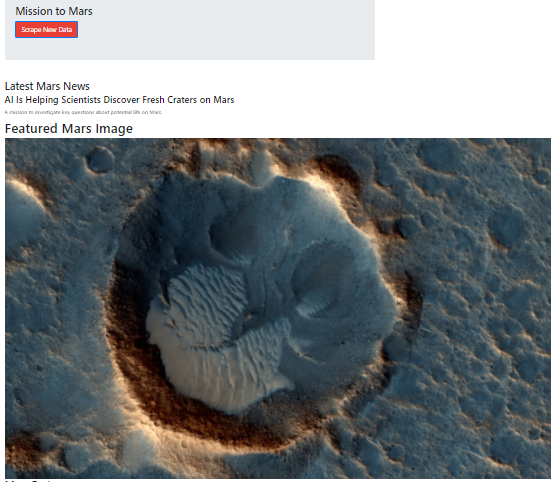 Mission to Mars
Scrape New Data
Latest Mars News
AI Is Helping Scientists Discover Fresh Craters on Mars
A mission to investigate key questions about potential life on Mars.
Featured Mars Image